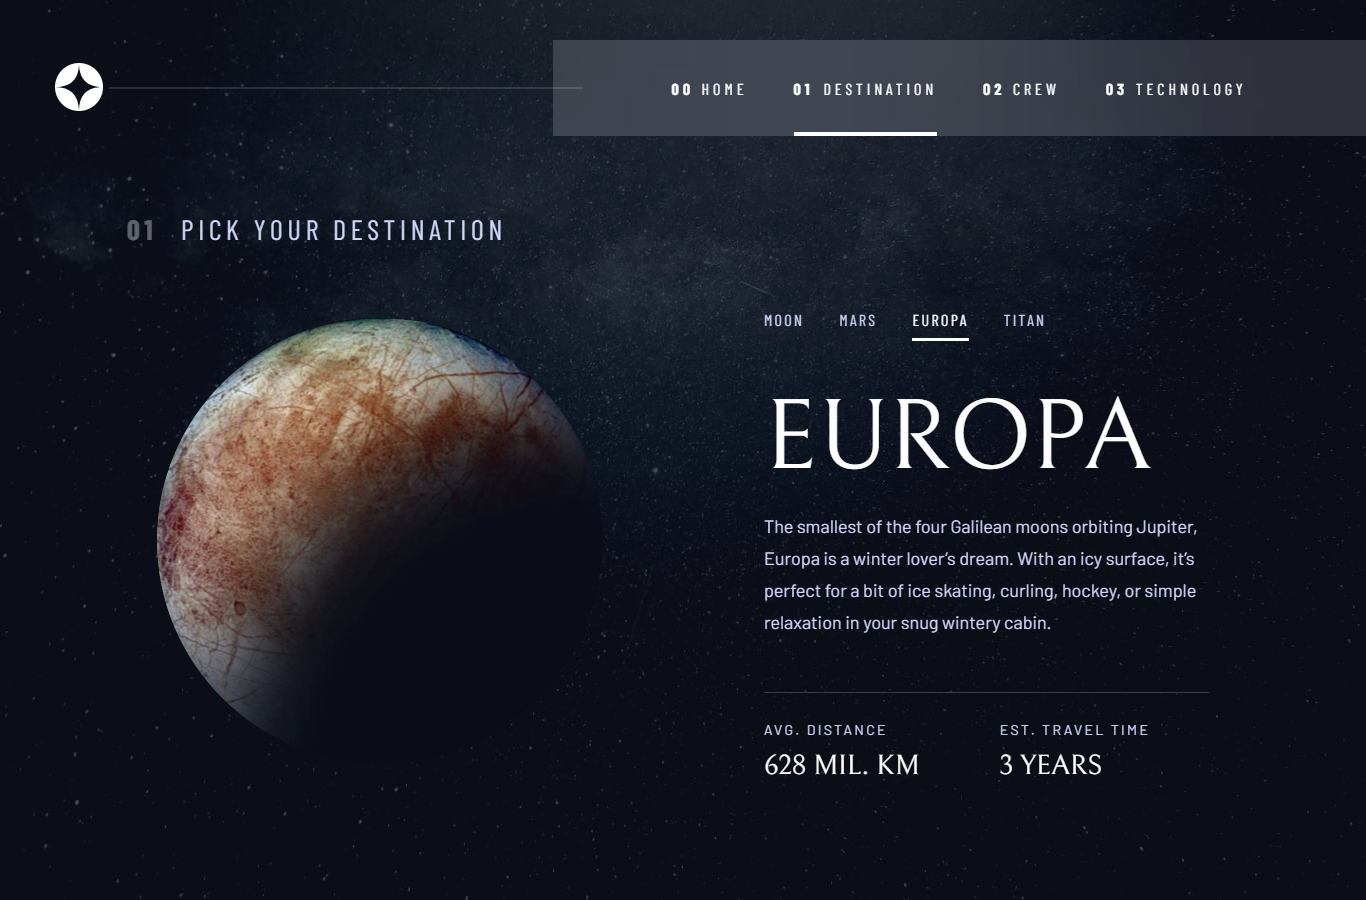 00 HOME 01 DESTINATION 02 CREW 03 TECHNOLOGY
01 PICK YOUR DESTINATION
MOON MARS EUROPA TITAN
EUROPA
The smallest of the four Galilean moons orbiting Jupiter,
Europa is a winter lover’s dream. With an icy surface, it’s
perfect for a bit of ice skating, curling, hockey, or simple
relaxation in your snug wintery cabin.
AVG. DISTANCE EST. TRAVEL TIME
628 MIL. KM 3 YEARS